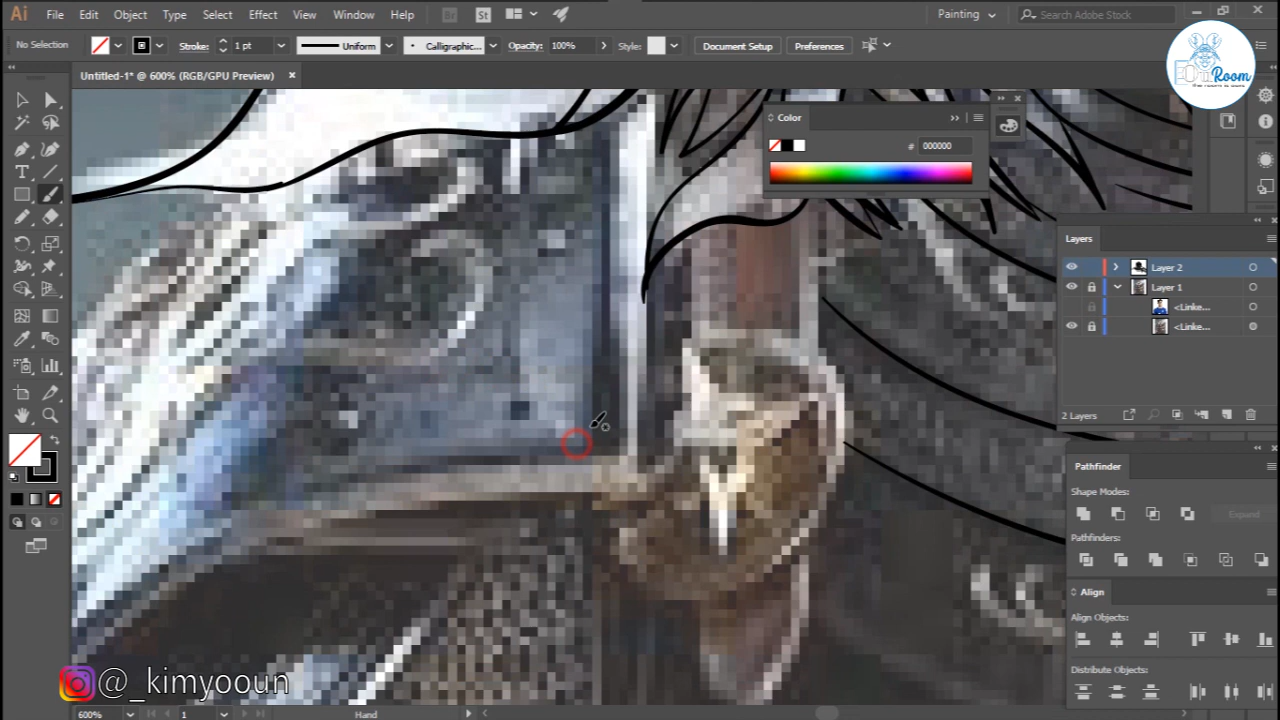 Ai File Edit Object Type Select Effect View Window Help Br St Painting Search Adobe Stock
No Selection Stroke: 1 pt Uniform Calligraphic... Opacity: 100% Style: Document Setup Preferences
Untitled-1* @ 600% (RGB/GPU Preview)
Room
Color
# 000000
Layers
Layer 2
Layer 1
<Linke...
<Linke...
2 Layers
Pathfinder
Shape Modes:
Expand
Pathfinders:
Align
Align Objects:
Distribute Objects:
@_kimyooun
600% 1 Hand